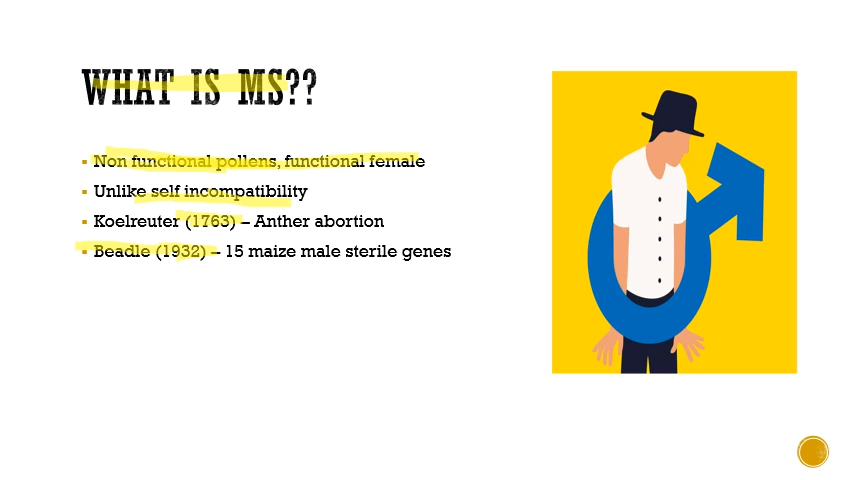 WHAT IS MS??
Non functional pollens, functional female
Unlike self incompatibility
Koelreuter (1763) – Anther abortion
Beadle (1932) – 15 maize male sterile genes